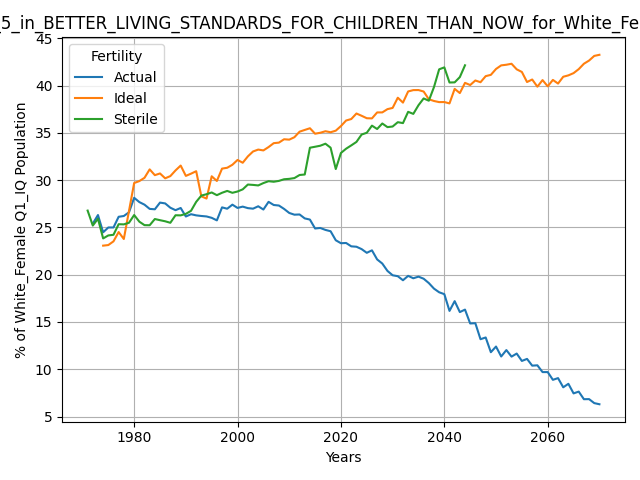 _5_in_BETTER_LIVING_STANDARDS_FOR_CHILDREN_THAN_NOW_for_White_Fe
Fertility
Actual
Ideal
Sterile
% of White_Female Q1_IQ Population
45
40
35
30
25
20
15
10
5
1980 2000 2020 2040 2060
Years